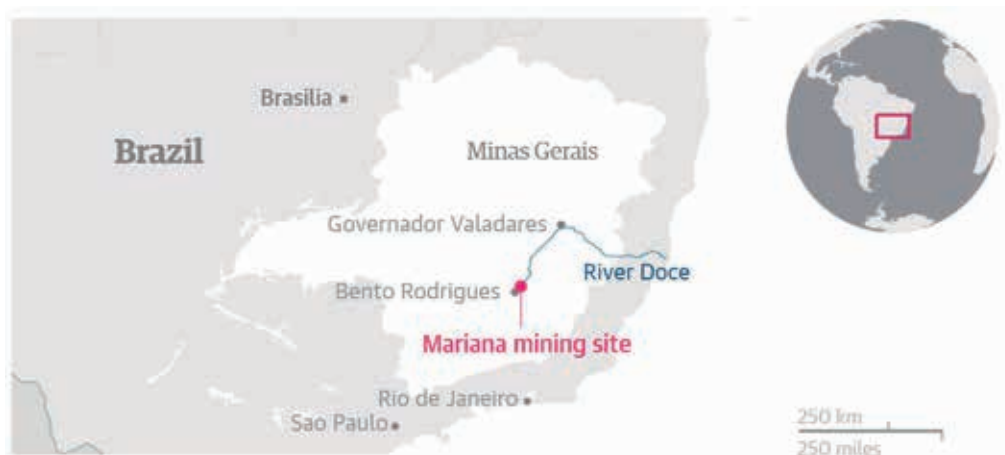 Brasilia
Brazil
Minas Gerais
Governador Valadares
River Doce
Bento Rodrigues
Mariana mining site
Rio de Janeiro
Sao Paulo
250 km
250 miles